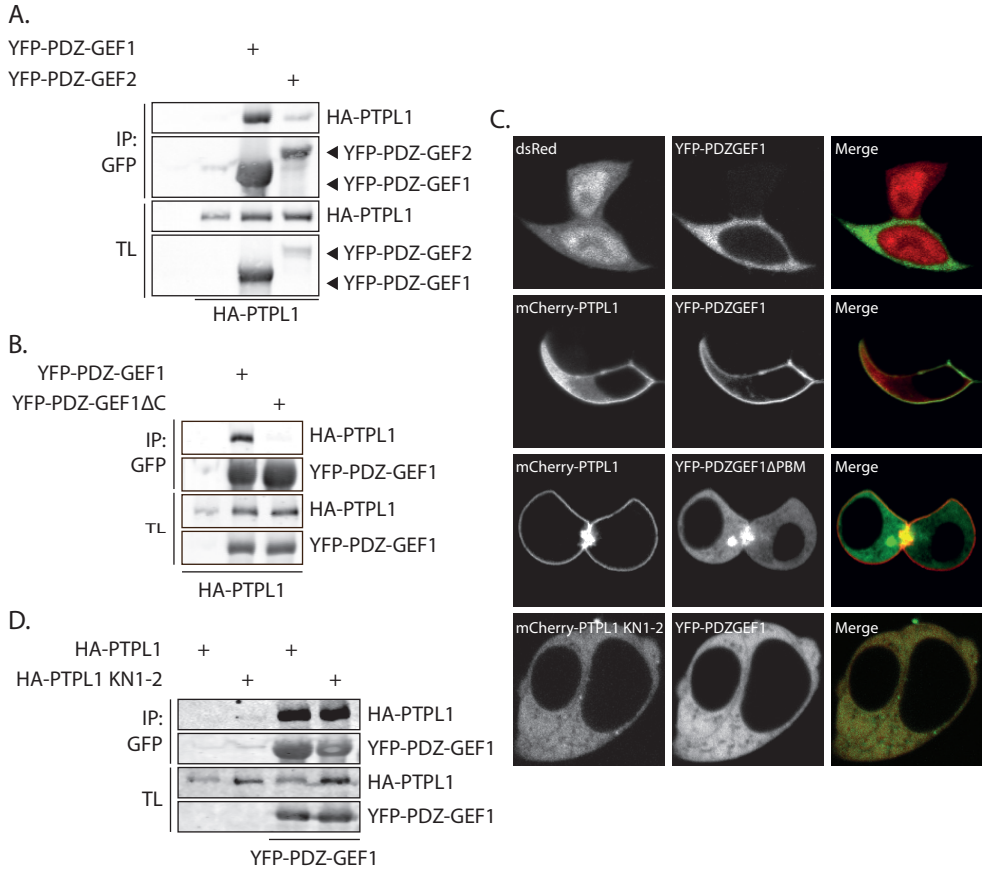 A.
YFP-PDZ-GEF1 +
YFP-PDZ-GEF2 +
IP:
GFP
HA-PTPL1
YFP-PDZ-GEF2
YFP-PDZ-GEF1
TL
HA-PTPL1
YFP-PDZ-GEF2
YFP-PDZ-GEF1
HA-PTPL1
B.
YFP-PDZ-GEF1 +
YFP-PDZ-GEF1ΔC +
IP:
GFP
HA-PTPL1
YFP-PDZ-GEF1
TL
HA-PTPL1
YFP-PDZ-GEF1
HA-PTPL1
C.
dsRed YFP-PDZGEF1 Merge
mCherry-PTPL1 YFP-PDZGEF1 Merge
mCherry-PTPL1 YFP-PDZGEF1ΔPBM Merge
mCherry-PTPL1 KN1-2 YFP-PDZGEF1 Merge
D.
HA-PTPL1 + +
HA-PTPL1 KN1-2 + +
IP:
GFP
HA-PTPL1
YFP-PDZ-GEF1
TL
HA-PTPL1
YFP-PDZ-GEF1
YFP-PDZ-GEF1